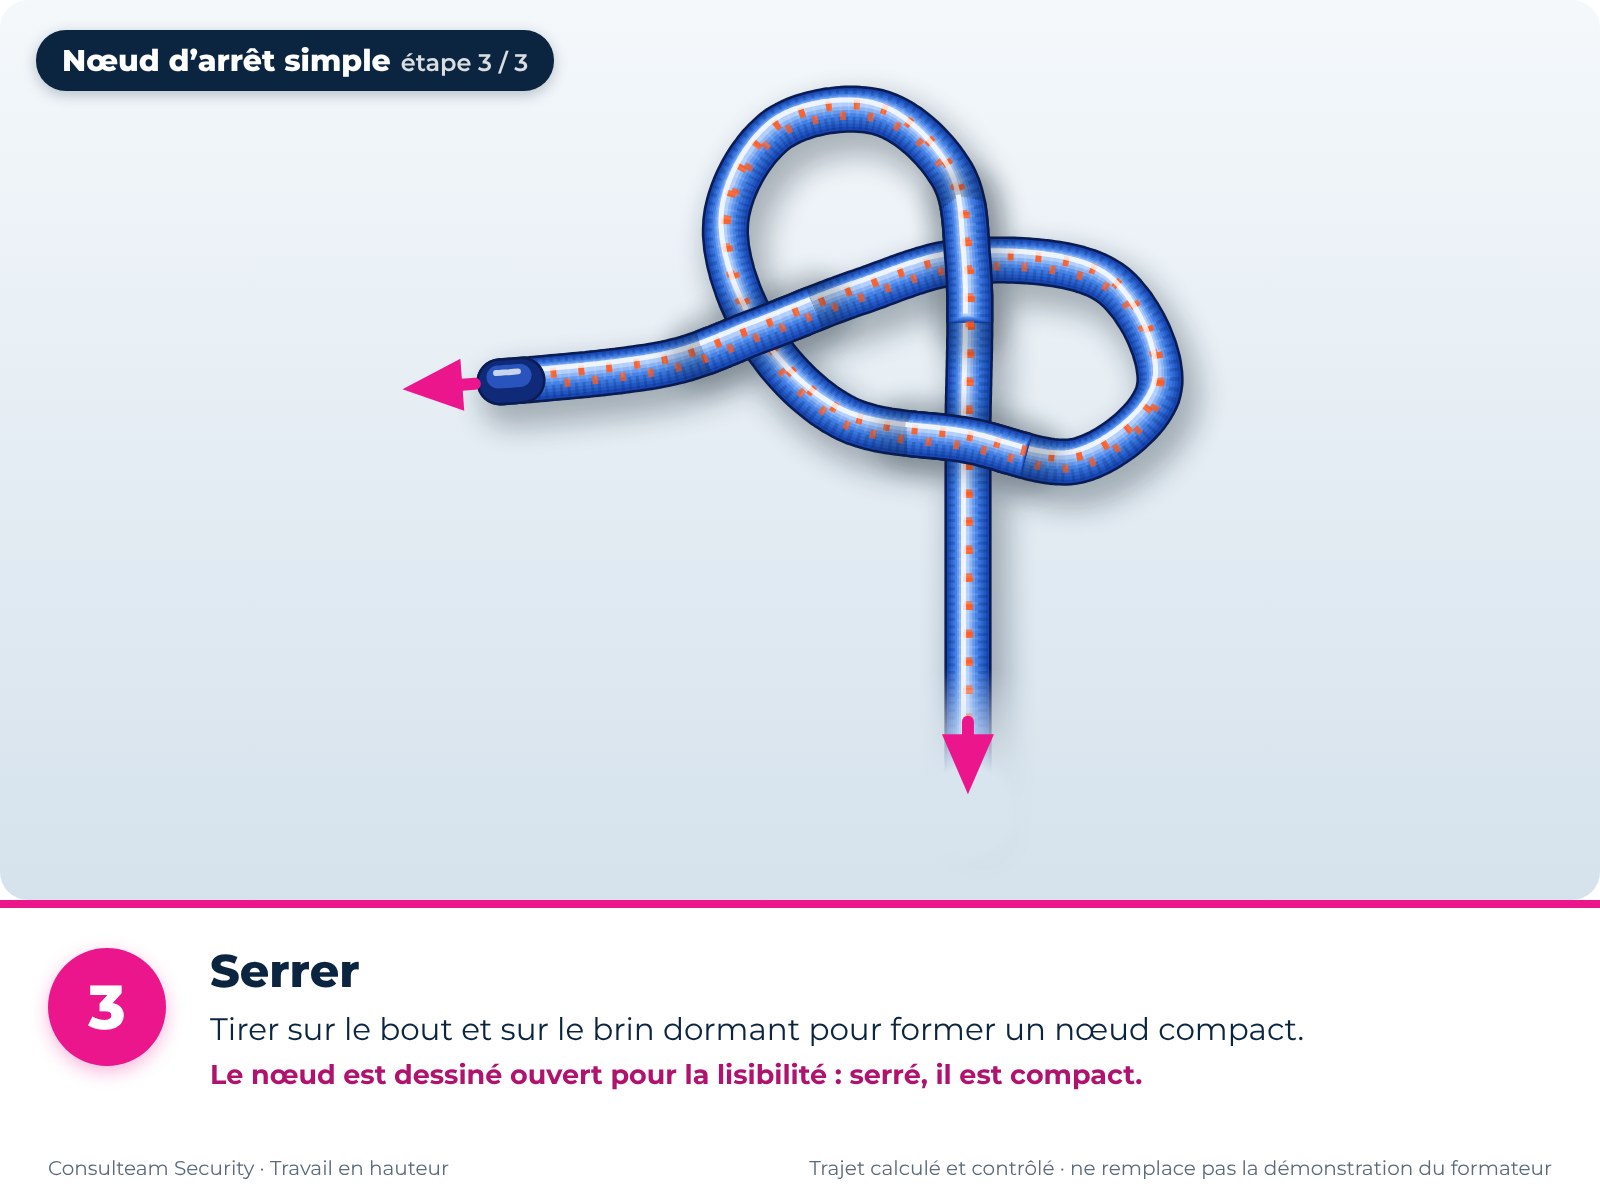 Nœud d’arrêt simple étape 3 / 3
3
Serrer
Tirer sur le bout et sur le brin dormant pour former un nœud compact.
Le nœud est dessiné ouvert pour la lisibilité : serré, il est compact.
Consulteam Security · Travail en hauteur
Trajet calculé et contrôlé · ne remplace pas la démonstration du formateur